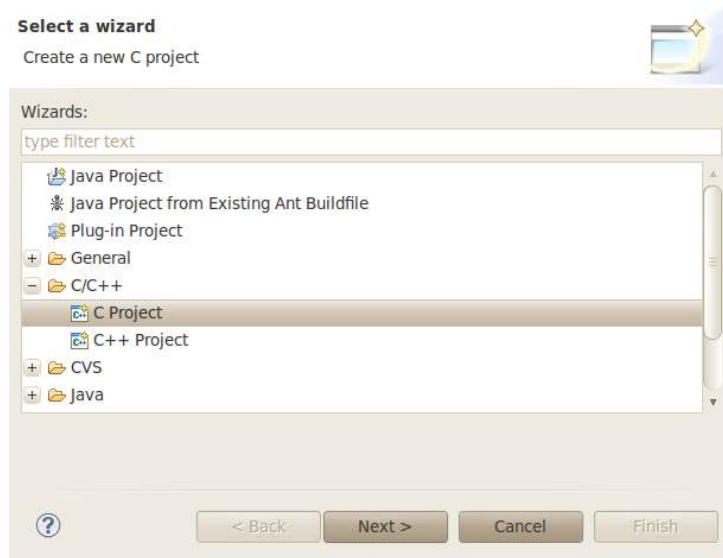 Select a wizard
Create a new C project
Wizards:
type filter text
Java Project
Java Project from Existing Ant Buildfile
Plug-in Project
General
C/C++
C Project
C++ Project
CVS
Java
< Back Next > Cancel Finish